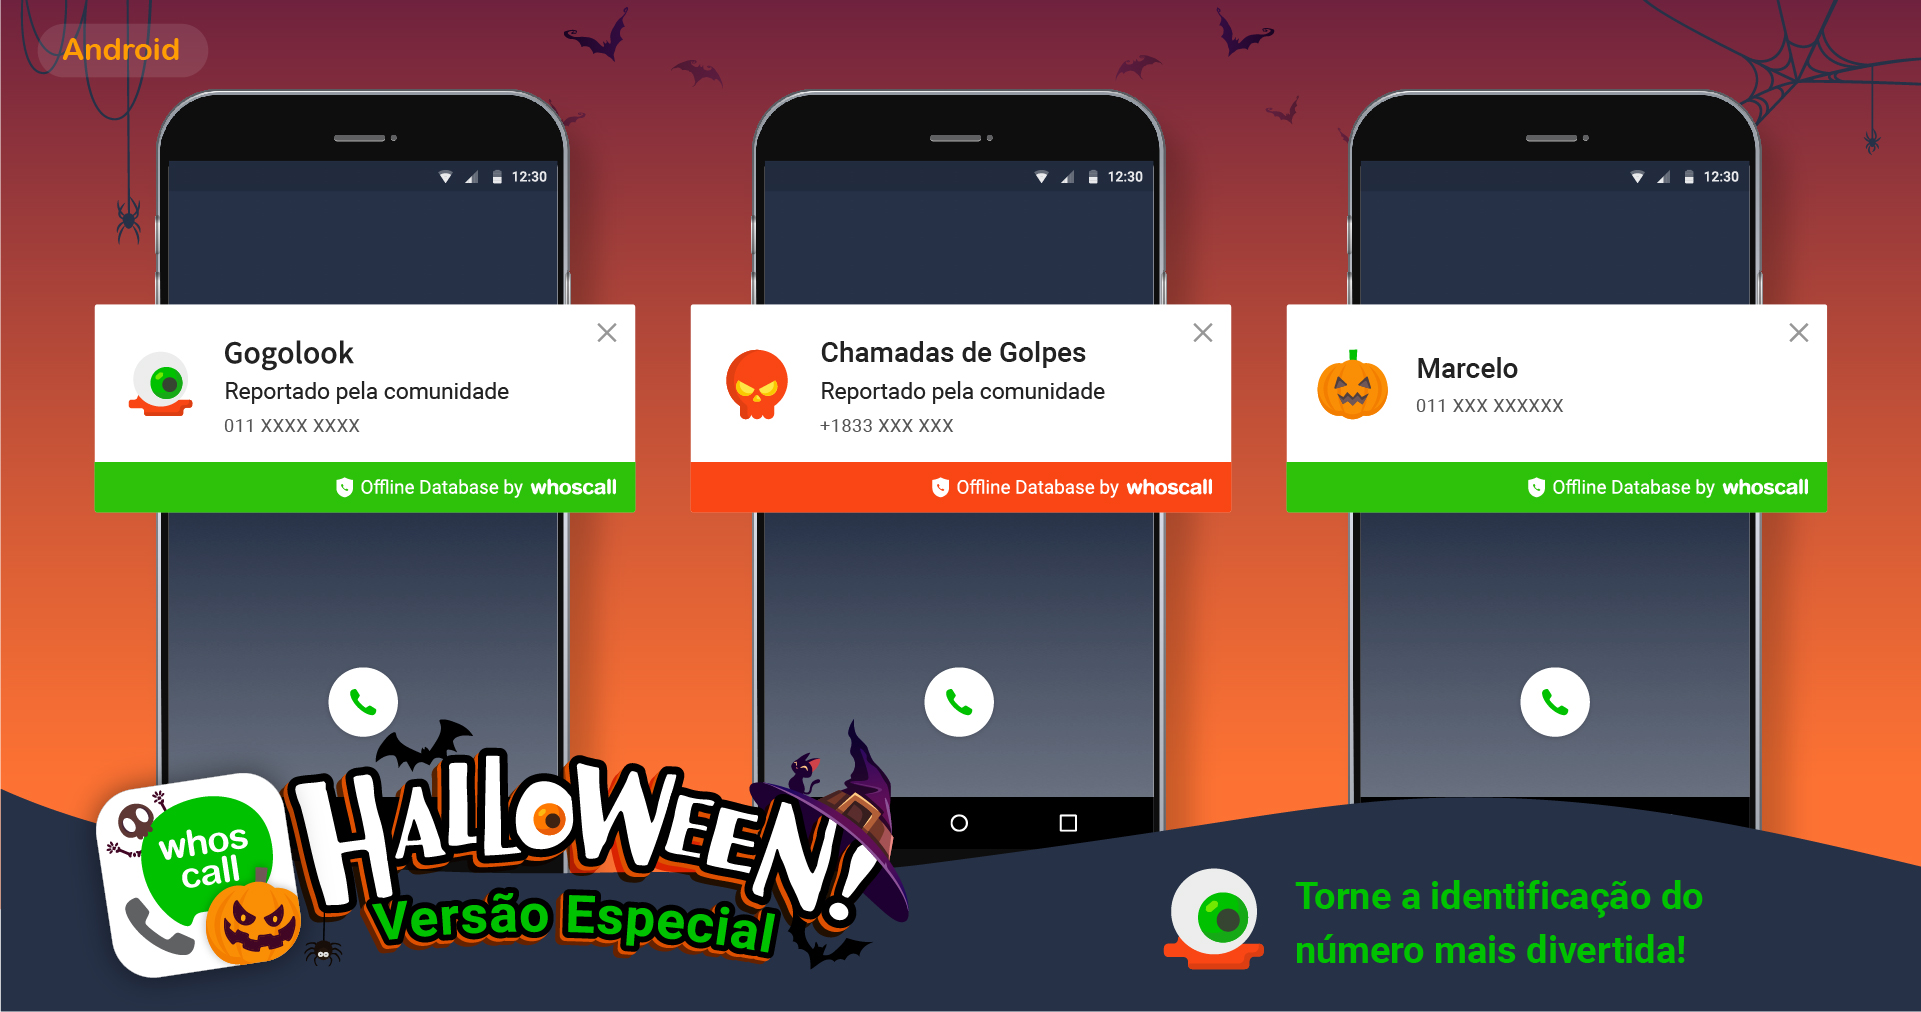 Android
12:30
12:30
12:30
Gogolook
Reportado pela comunidade
011 XXXX XXXX
Offline Database by whoscall
Chamadas de Golpes
Reportado pela comunidade
+1833 XXX XXX
Offline Database by whoscall
Marcelo
011 XXX XXXXXX
Offline Database by whoscall
whos
call
HALLOWEEN!
Versão Especial
Torne a identificação do
número mais divertida!